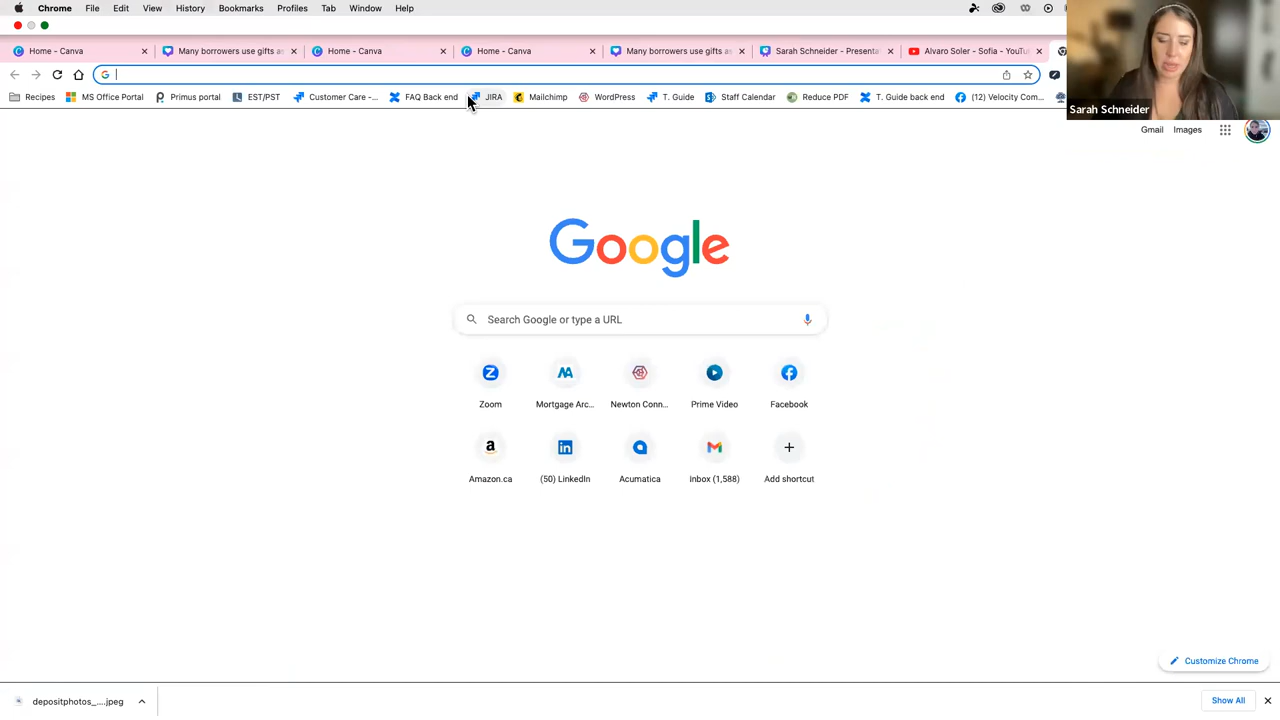 Chrome File Edit View History Bookmarks Profiles Tab Window Help
Home - Canva Many borrowers use gifts as Home - Canva Home - Canva Many borrowers use gifts as Sarah Schneider - Presenta Alvaro Soler - Sofia - YouTu
Recipes MS Office Portal Primus portal EST/PST Customer Care -... FAQ Back end JIRA Mailchimp WordPress T. Guide Staff Calendar Reduce PDF T. Guide back end (12) Velocity Com...
Sarah Schneider
Gmail Images
Google
Search Google or type a URL
Zoom Mortgage Arc... Newton Conn... Prime Video Facebook
Amazon.ca (50) LinkedIn Acumatica Inbox (1,588) Add shortcut
Customize Chrome
depositphotos_....jpeg Show All